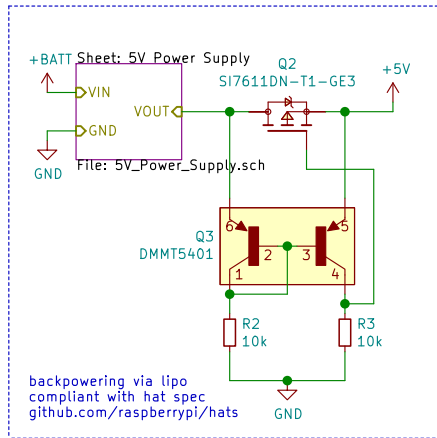 Sheet: 5V Power Supply
+BATT
VIN
VOUT
GND
GND
File: 5V_Power_Supply.sch
Q2
SI7611DN-T1-GE3
+5V
Q3
DMMT5401
6
5
2
3
1
4
R2
10k
R3
10k
GND
backpowering via lipo
compliant with hat spec
github.com/raspberrypi/hats